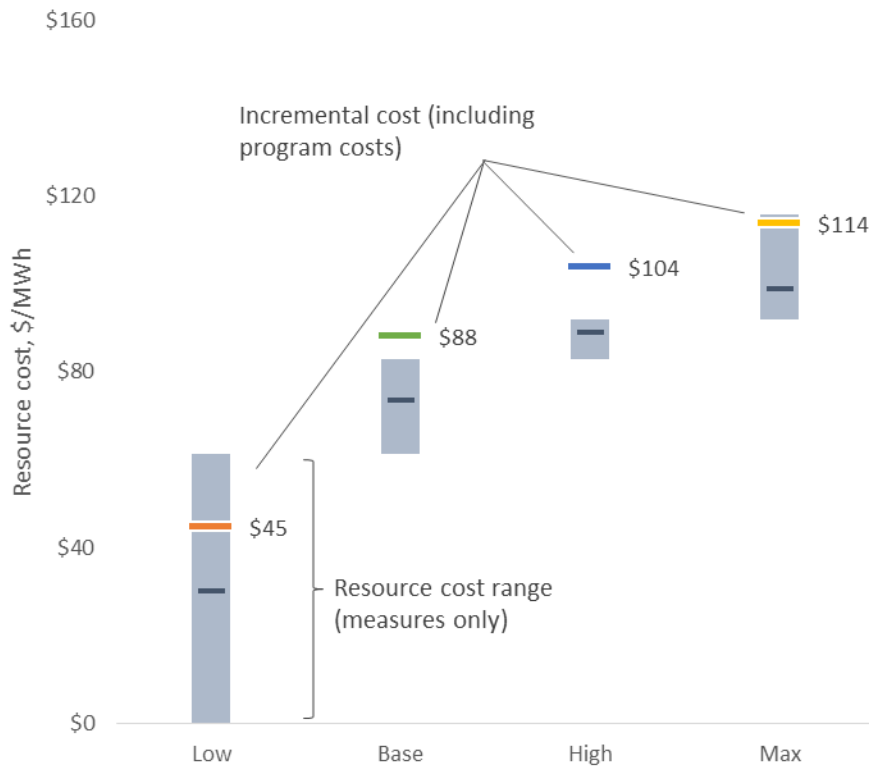 $160
Incremental cost (including
program costs)
$120
$114
$104
Resource cost, $/MWh
$88
$80
$45
$40
Resource cost range
(measures only)
$0
Low Base High Max